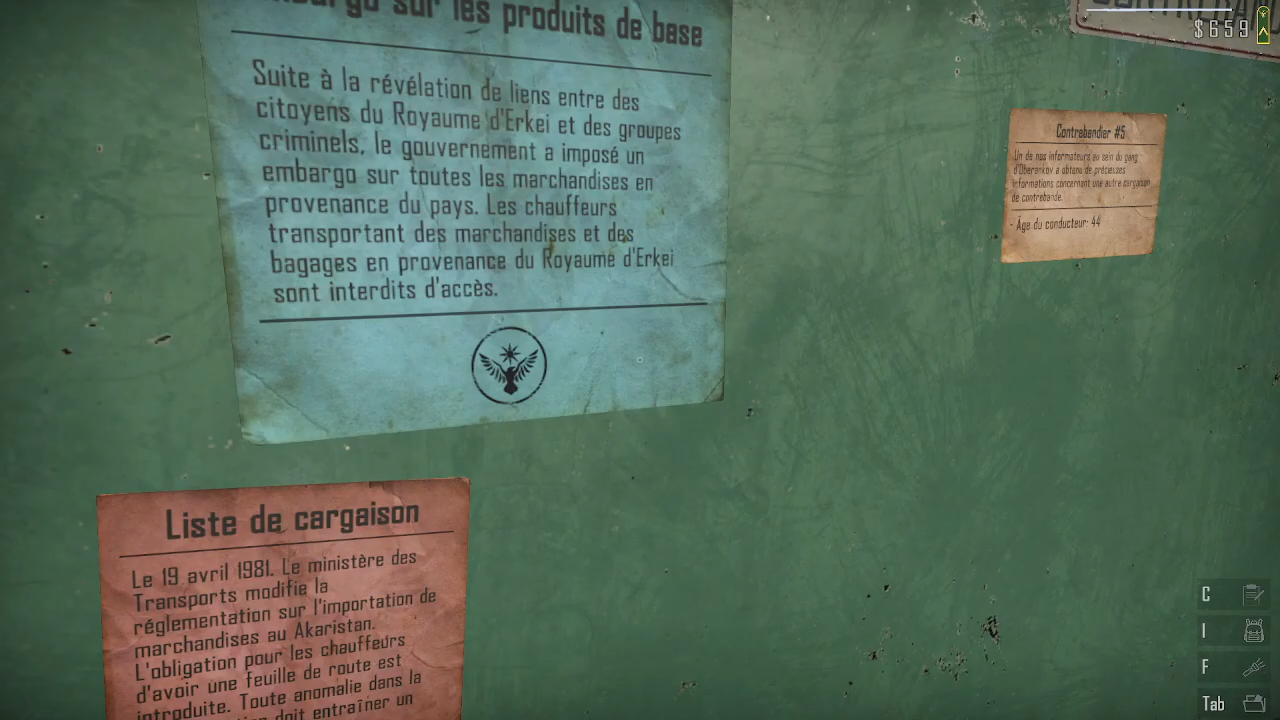 sur les produits de base
Suite à la révélation de liens entre des
citoyens du Royaume d'Erkei et des groupes
criminels, le gouvernement a imposé un
embargo sur toutes les marchandises en
provenance du pays. Les chauffeurs
transportant des marchandises et des
bagages en provenance du Royaume d'Erkei
sont interdits d'accès.
Liste de cargaison
Le 19 avril 1981. Le ministère des
Transports modifie la
réglementation sur l'importation de
marchandises au Akaristan.
L'obligation pour les chauffeurs
d'avoir une feuille de route est
introduite. Toute anomalie dans la
doit entraîner un
$659
Contrebandier #5
Un de nos informateurs au sein du gang
d'Oberankov a obtenu de précieuses
informations concernant une autre cargaison
de contrebande.
- Âge du conducteur: 44
C
I
F
Tab